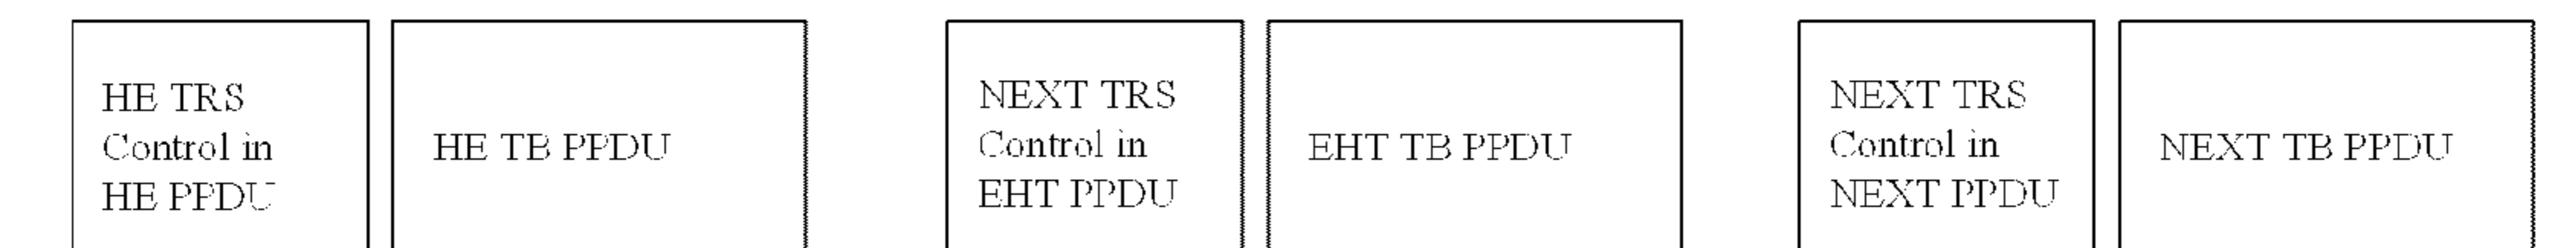 HE TRS
Control in
HE PPDU
HE TB PPDU
NEXT TRS
Control in
EHT PPDU
EHT TB PPDU
NEXT TRS
Control in
NEXT PPDU
NEXT TB PPDU